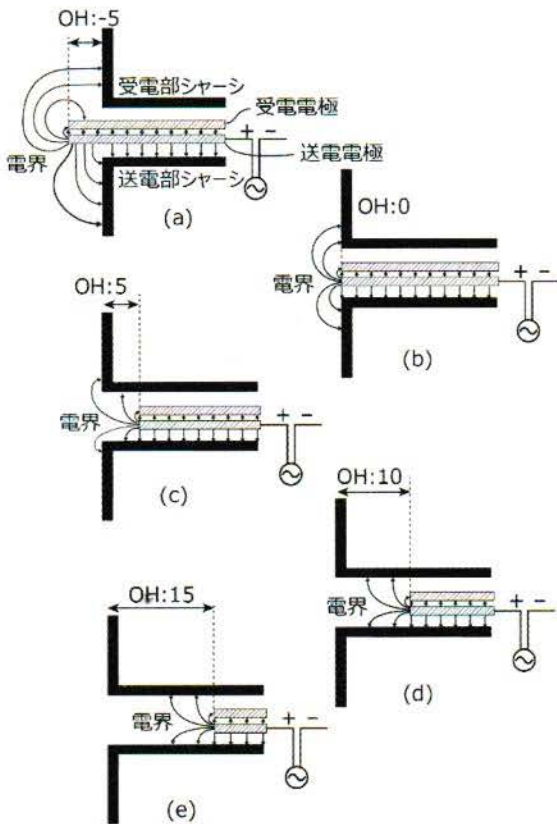 OH:-5
受電部シャーシ
受電電極
+ -
電界
送電電極
送電部シャーシ
(a)
OH:0
電界
+ -
(b)
OH:5
電界
+ -
(c)
OH:10
電界
+ -
(d)
OH:15
電界
+ -
(e)